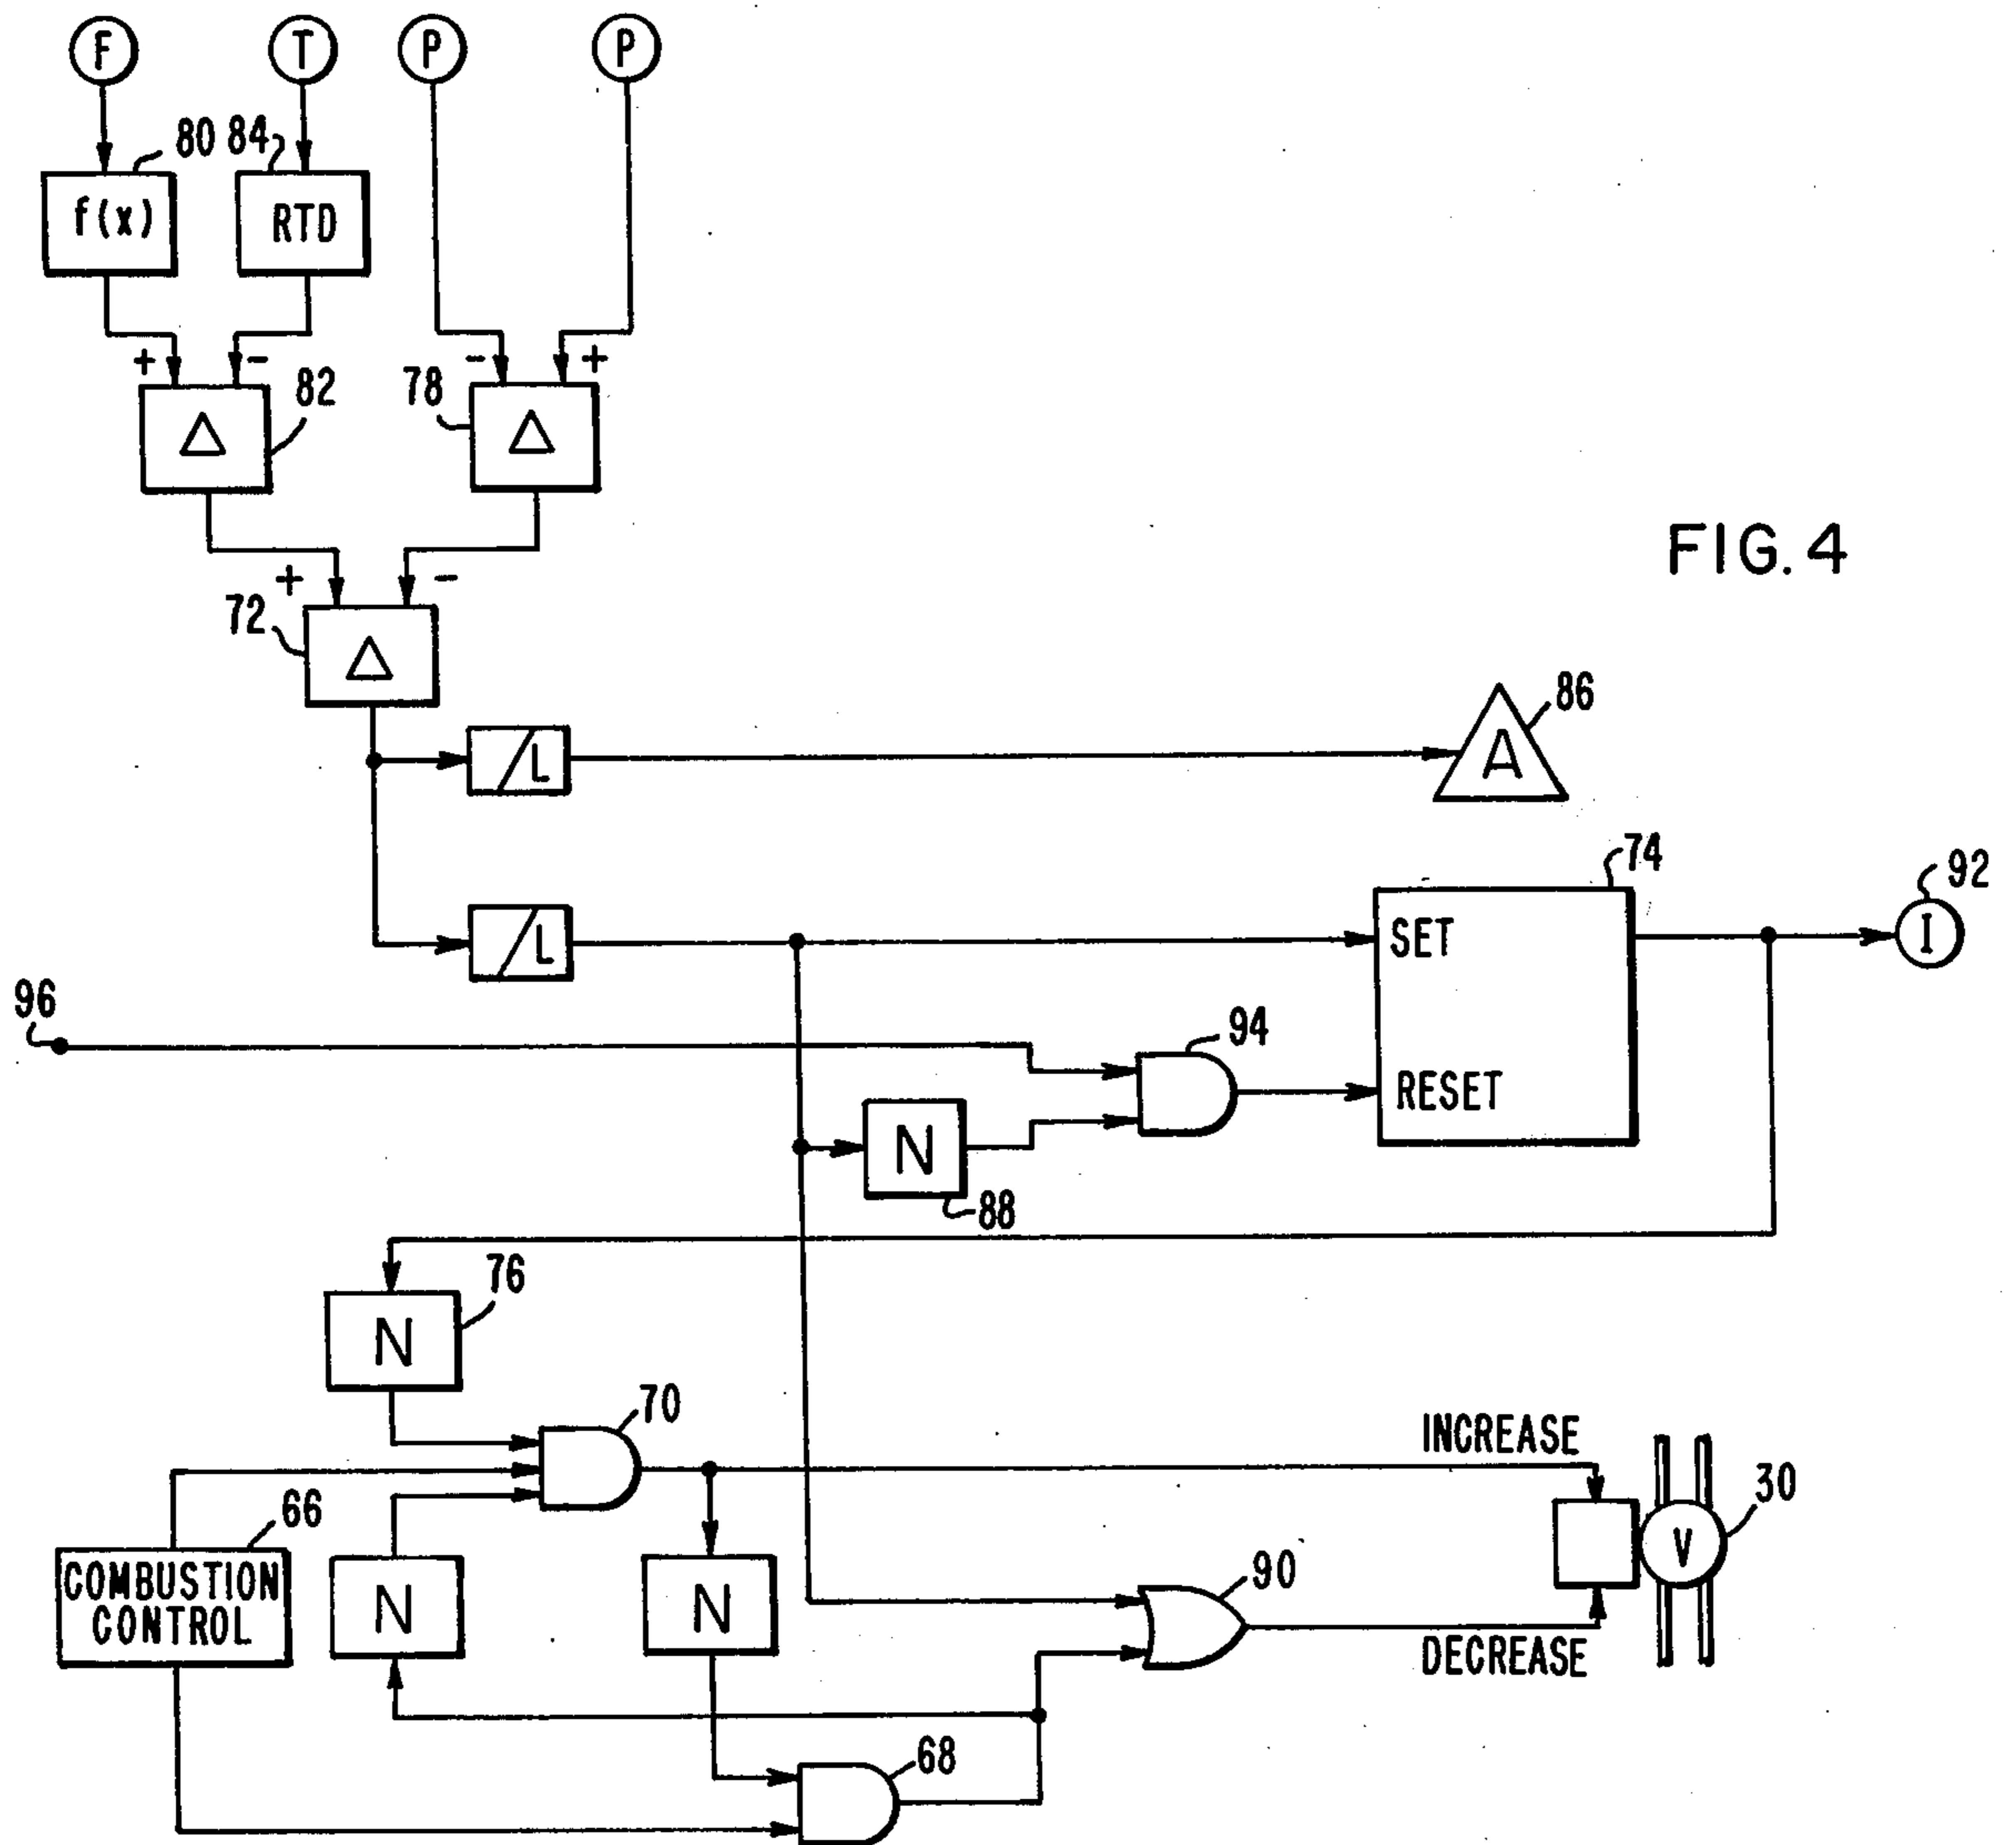 F T P P
80 84
f(x) RTD
+ - - +
82 78
Δ Δ
+ -
72
Δ
FIG. 4
/L
86
A
74
92
/L
SET
I
96
94
RESET
N
88
76
N
70
INCREASE
30
66
COMBUSTION
CONTROL
N N
V
90
DECREASE
68